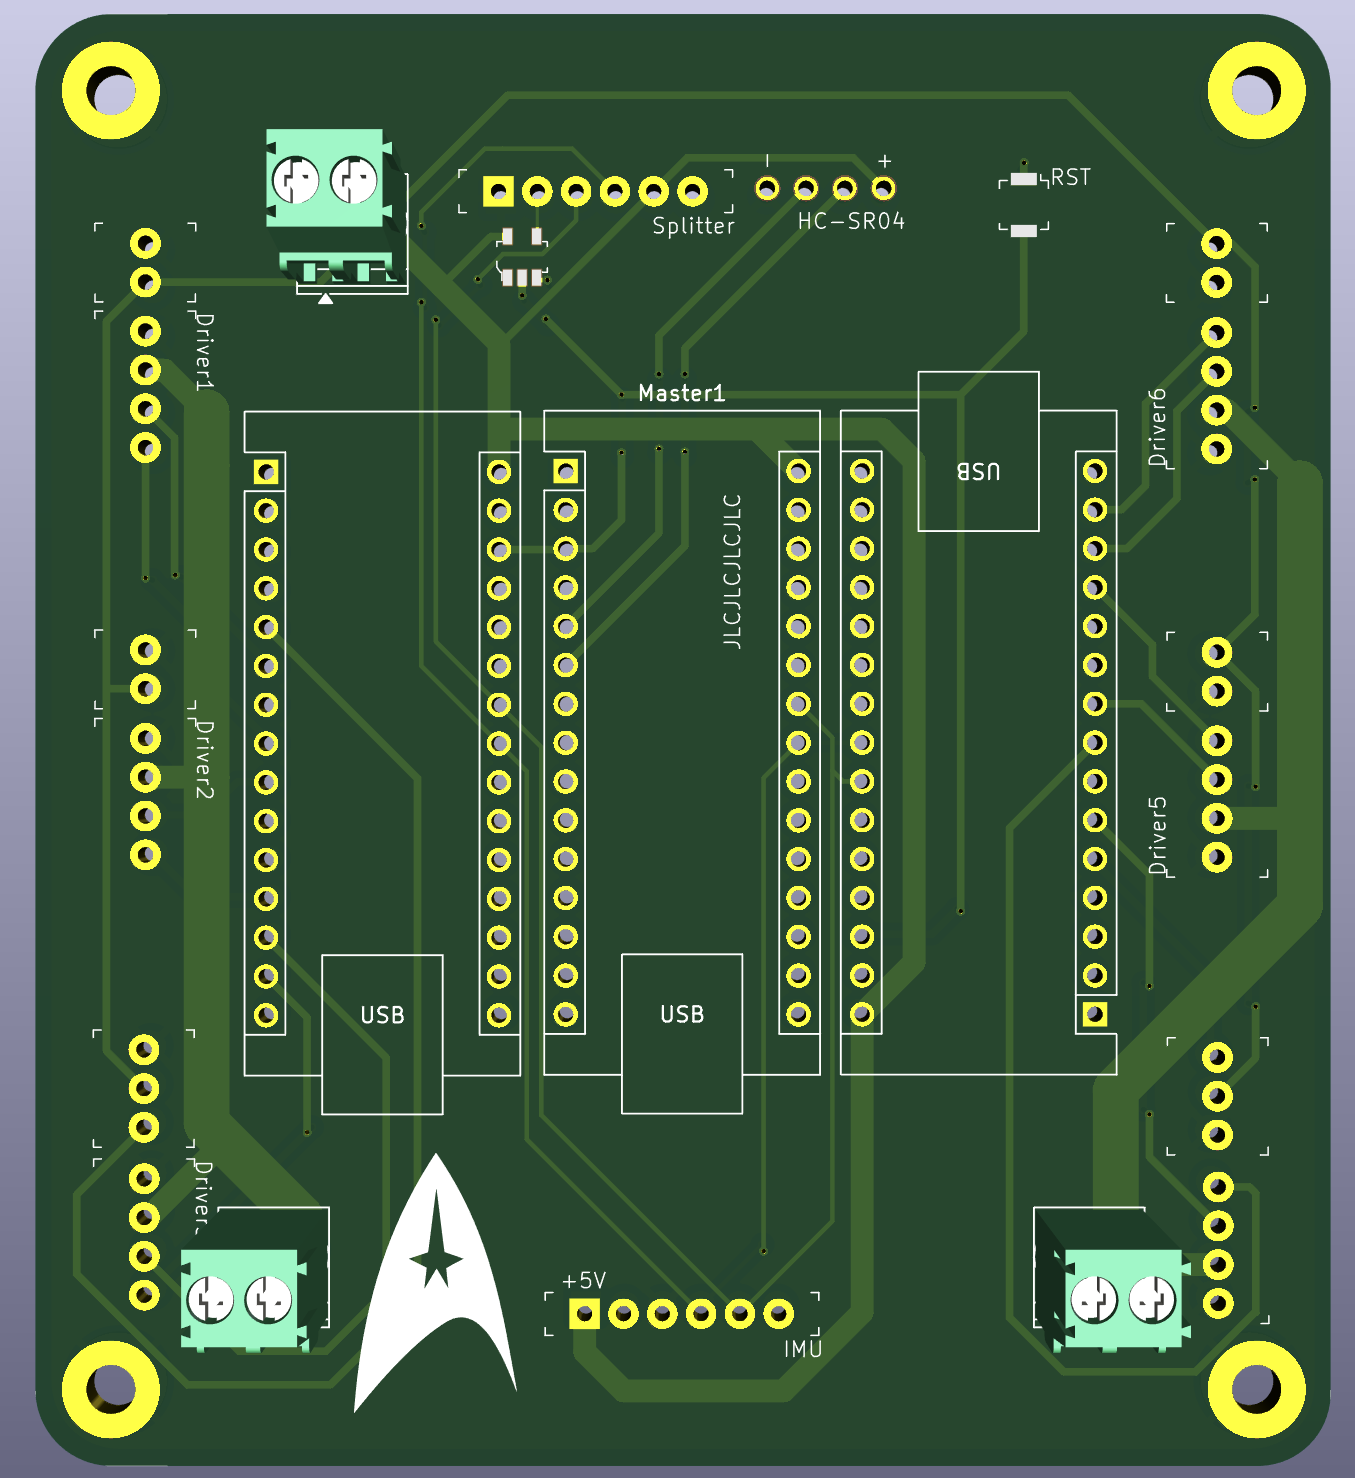 RST
Splitter
HC-SR04
- +
Driver1
Master1
Driver6
USB
JLCJLCJLCJLC
Driver2
Driver5
USB
USB
Driver
+5V
IMU